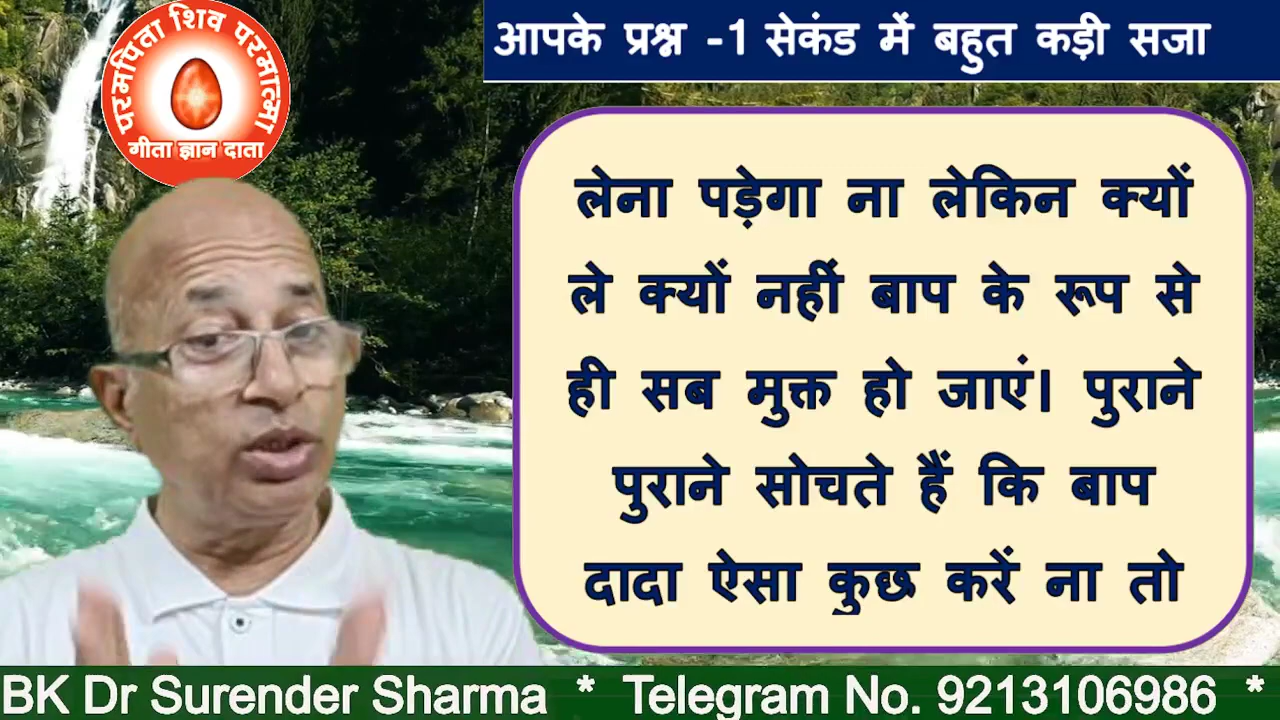 परमपिता शिव परमात्मा
गीता ज्ञान दाता
आपके प्रश्न -1 सेकंड में बहुत कड़ी सजा
लेना पड़ेगा ना लेकिन क्यों
ले क्यों नहीं बाप के रूप से
ही सब मुक्त हो जाएं। पुराने
पुराने सोचते हैं कि बाप
दादा ऐसा कुछ करें ना तो
BK Dr Surender Sharma * Telegram No. 9213106986 *